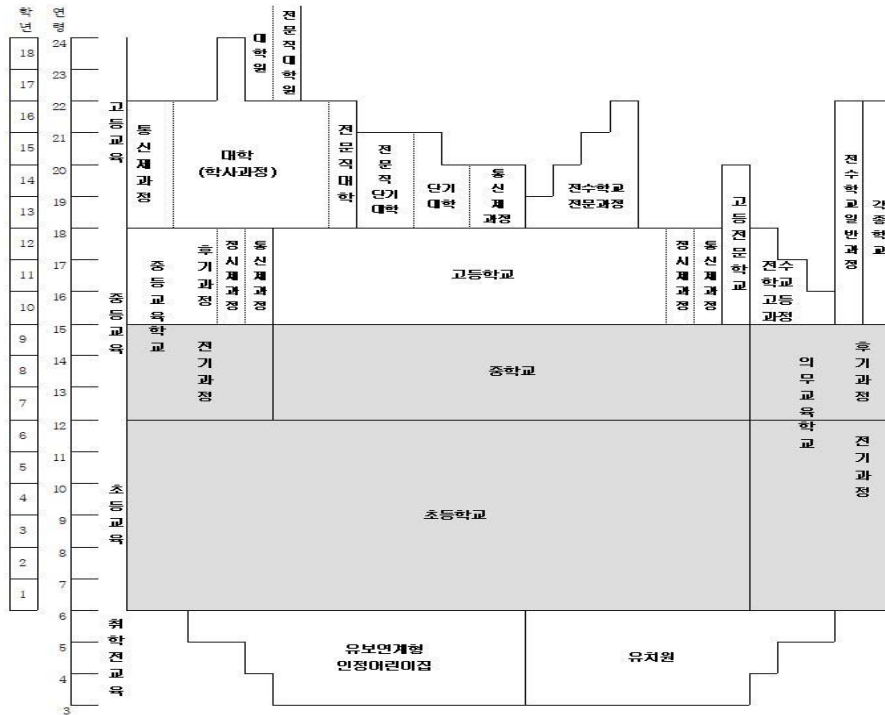 학년
연령
18
17
16
15
14
13
12
11
10
9
8
7
6
5
4
3
2
1
24
23
22
21
20
19
18
17
16
15
14
13
12
11
10
9
8
7
6
5
4
3
고등교육
중등교육
초등교육
취학전교육
대학원
전문직대학원
통신제과정
대학
(학사과정)
전문직대학
전문직
단기
대학
단기
대학
통신제
과정
전수학교
전문과정
고등전문학교
전수학교일반과정
각종학교
중등교육학교
후기과정
정시제과정
통신제과정
고등학교
정시제과정
통신제과정
전수
학교
고등
과정
전기과정
중학교
의무교육학교
후기과정
전기과정
초등학교
유보연계형
인정어린이집
유치원